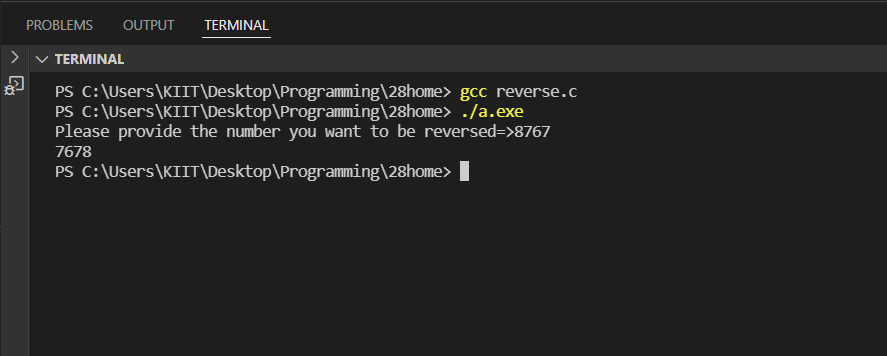 PROBLEMS OUTPUT TERMINAL
TERMINAL
PS C:\Users\KIIT\Desktop\Programming\28home> gcc reverse.c
PS C:\Users\KIIT\Desktop\Programming\28home> ./a.exe
Please provide the number you want to be reversed=>8767
7678
PS C:\Users\KIIT\Desktop\Programming\28home>